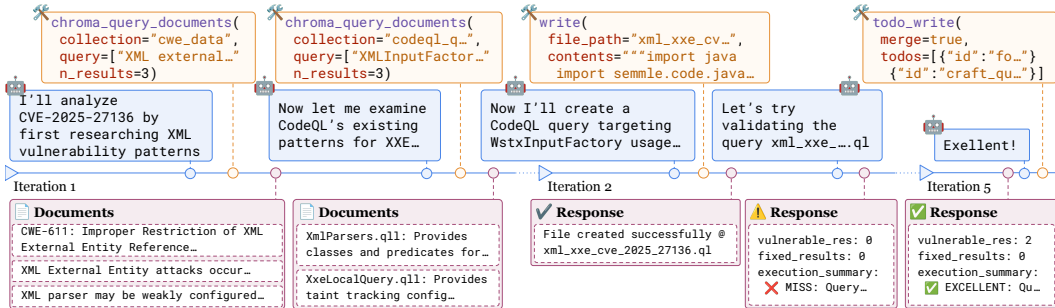 chroma_query_documents(
collection="cwe_data",
query=["XML external…"
n_results=3)
chroma_query_documents(
collection="codeql_q…",
query=["XMLInputFactor…"
n_results=3)
write(
file_path="xml_xxe_cv…",
contents="""import java
import semmle.code.java…
todo_write(
merge=true,
todos=[{"id":"fo…"}
{"id":"craft_qu…"}]
I'll analyze
CVE-2025-27136 by
first researching XML
vulnerability patterns
Now let me examine
CodeQL's existing
patterns for XXE…
Now I'll create a
CodeQL query targeting
WstxInputFactory usage…
Let's try
validating the
query xml_xxe_….ql
Exellent!
Iteration 1
Iteration 2
Iteration 5
Documents
CWE-611: Improper Restriction of XML
External Entity Reference…
XML External Entity attacks occur…
XML parser may be weakly configured…
Documents
XmlParsers.qll: Provides
classes and predicates for…
XxeLocalQuery.qll: Provides
taint tracking config…
Response
File created successfully @
xml_xxe_cve_2025_27136.ql
Response
vulnerable_res: 0
fixed_results: 0
execution_summary:
❌ MISS: Query…
Response
vulnerable_res: 2
fixed_results: 0
execution_summary:
✅ EXCELLENT: Qu…